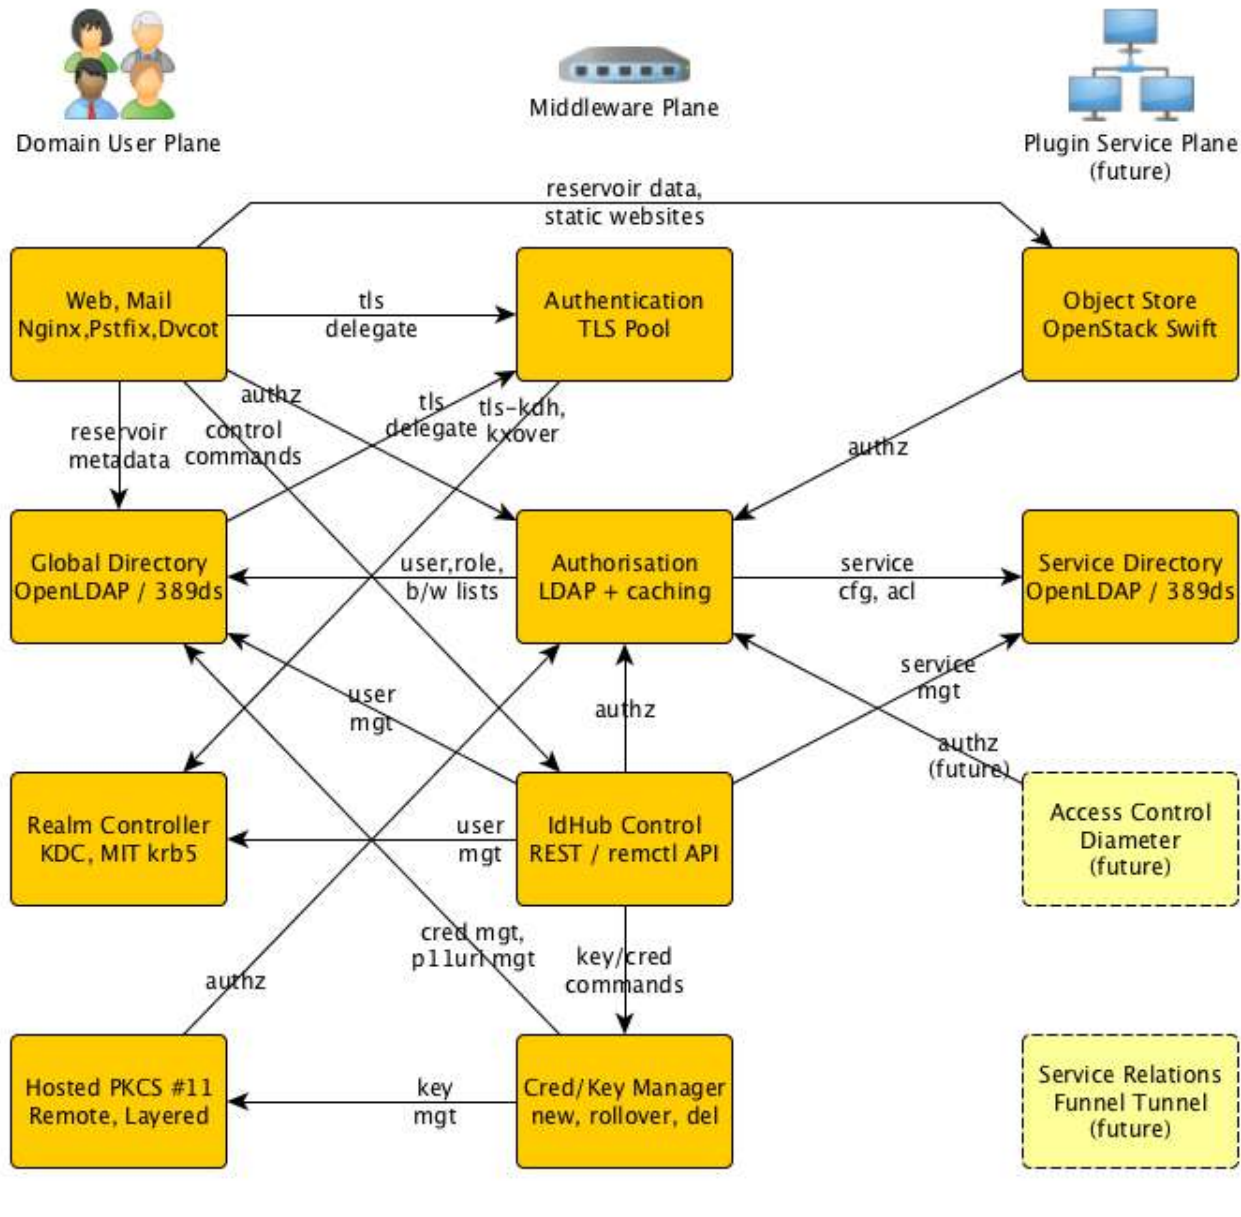 Domain User Plane
Middleware Plane
Plugin Service Plane
(future)
reservoir data,
static websites
Web, Mail
Nginx,Pstfix,Dvcot
tls
delegate
Authentication
TLS Pool
Object Store
OpenStack Swift
authz
reservoir
metadata
control
commands
tls
delegate
tls-kdh,
kxover
authz
Global Directory
OpenLDAP / 389ds
user,role,
b/w lists
Authorisation
LDAP + caching
service
cfg, acl
Service Directory
OpenLDAP / 389ds
user
mgt
authz
service
mgt
authz
(future)
Realm Controller
KDC, MIT krb5
user
mgt
IdHub Control
REST / remctl API
Access Control
Diameter
(future)
authz
cred mgt,
p11uri mgt
key/cred
commands
Hosted PKCS #11
Remote, Layered
key
mgt
Cred/Key Manager
new, rollover, del
Service Relations
Funnel Tunnel
(future)